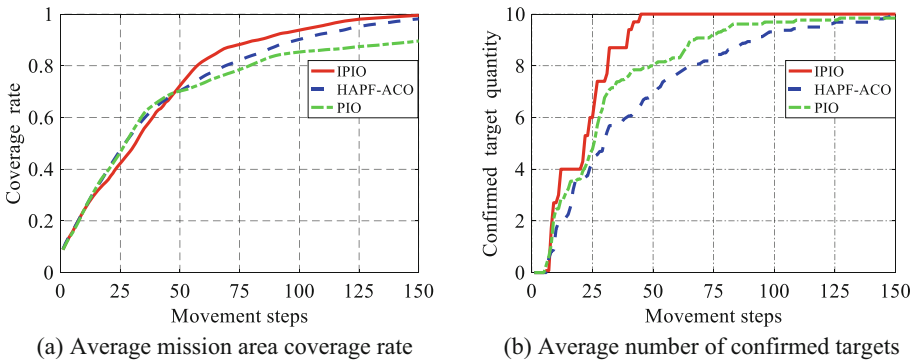 1
0.8
0.6
0.4
0.2
0
Coverage rate
IPIO
HAPF-ACO
PIO
0 25 50 75 100 125 150
Movement steps
(a) Average mission area coverage rate
10
8
6
4
2
0
Confirmed target quantity
IPIO
HAPF-ACO
PIO
0 25 50 75 100 125 150
Movement steps
(b) Average number of confirmed targets